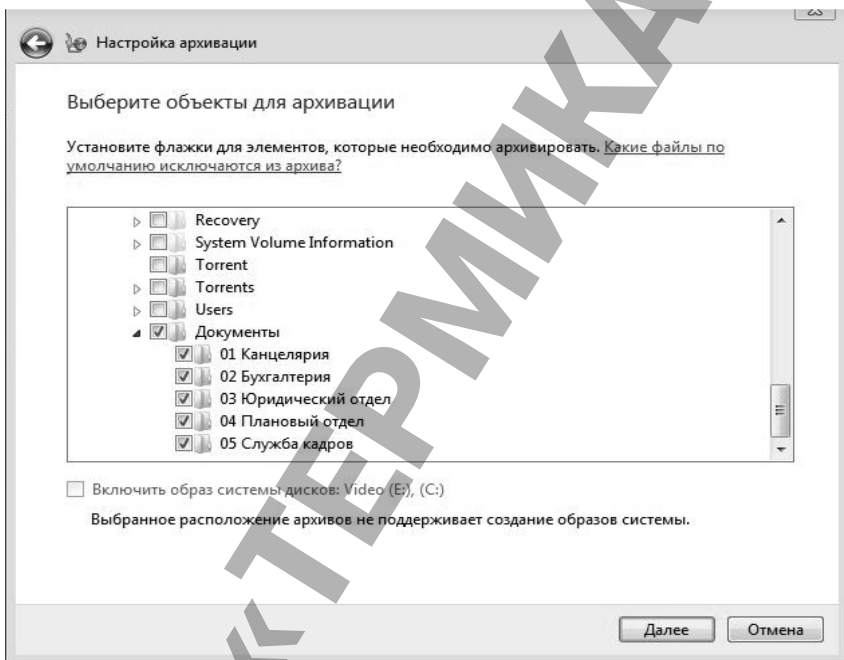 Настройка архивации
Выберите объекты для архивации
Установите флажки для элементов, которые необходимо архивировать. Какие файлы по
умолчанию исключаются из архива?
Recovery
System Volume Information
Torrent
Torrents
Users
Документы
01 Канцелярия
02 Бухгалтерия
03 Юридический отдел
04 Плановый отдел
05 Служба кадров
Включить образ системы дисков: Video (E:), (C:)
Выбранное расположение архивов не поддерживает создание образов системы.
Далее
Отмена
« ТЕРМИКА